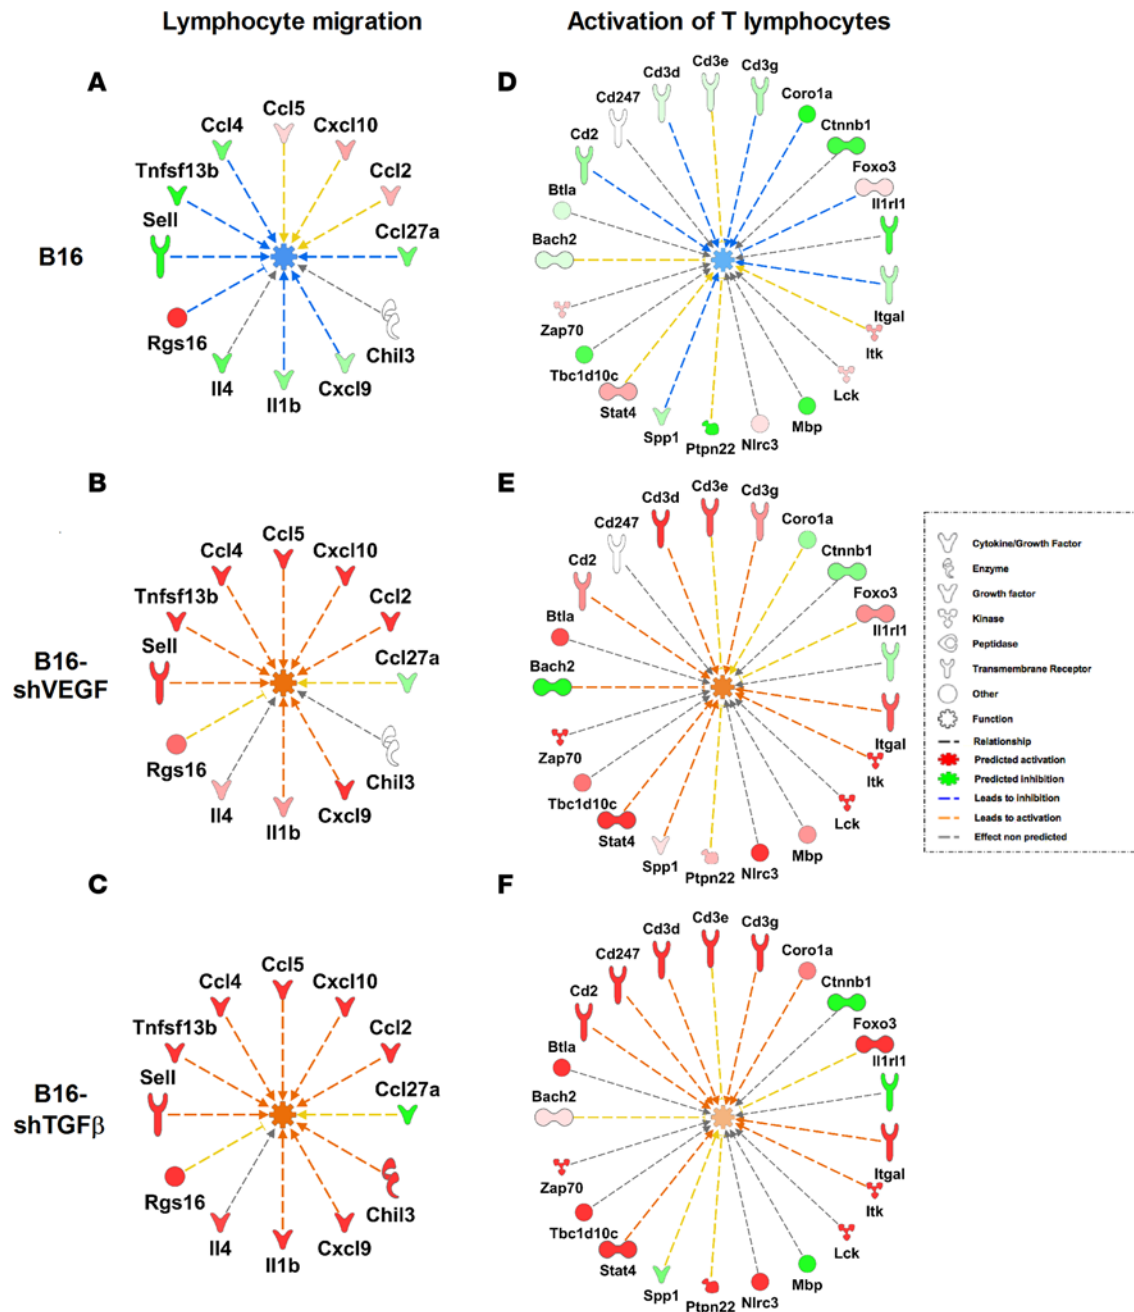 Lymphocyte migration
Activation of T lymphocytes
A
Ccl5
Ccl4
Cxcl10
Tnfsf13b
Ccl2
Sell
Ccl27a
B16
Rgs16
Chil3
Il4
Cxcl9
Il1b
D
Cd3e
Cd3d
Cd3g
Cd247
Coro1a
Cd2
Ctnnb1
Btla
Foxo3
Il1rl1
Bach2
Itgal
Zap70
Itk
Tbc1d10c
Lck
Stat4
Mbp
Spp1
Ptpn22
Nlrc3
B
Ccl5
Ccl4
Cxcl10
Tnfsf13b
Ccl2
Sell
Ccl27a
B16-
shVEGF
Rgs16
Chil3
Il4
Cxcl9
Il1b
E
Cd3e
Cd3d
Cd3g
Cd247
Coro1a
Cd2
Ctnnb1
Btla
Foxo3
Il1rl1
Bach2
Itgal
Zap70
Itk
Tbc1d10c
Lck
Stat4
Mbp
Spp1
Ptpn22
Nlrc3
Cytokine/Growth Factor
Enzyme
Growth factor
Kinase
Peptidase
Transmembrane Receptor
Other
Function
Relationship
Predicted activation
Predicted inhibition
Leads to inhibition
Leads to activation
Effect non predicted
C
Ccl5
Ccl4
Cxcl10
Tnfsf13b
Ccl2
Sell
Ccl27a
B16-
shTGFβ
Rgs16
Chil3
Il4
Cxcl9
Il1b
F
Cd3e
Cd3d
Cd3g
Cd247
Coro1a
Cd2
Ctnnb1
Btla
Foxo3
Il1rl1
Bach2
Itgal
Zap70
Itk
Tbc1d10c
Lck
Stat4
Mbp
Spp1
Ptpn22
Nlrc3